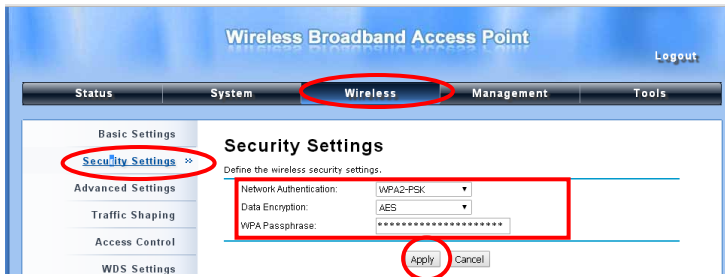 Wireless Broadband Access Point
Logout
Status System Wireless Management Tools
Basic Settings
Security Settings »
Advanced Settings
Traffic Shaping
Access Control
WDS Settings
Security Settings
Define the wireless security settings.
Network Authentication: WPA2-PSK
Data Encryption: AES
WPA Passphrase: **********************
Apply Cancel